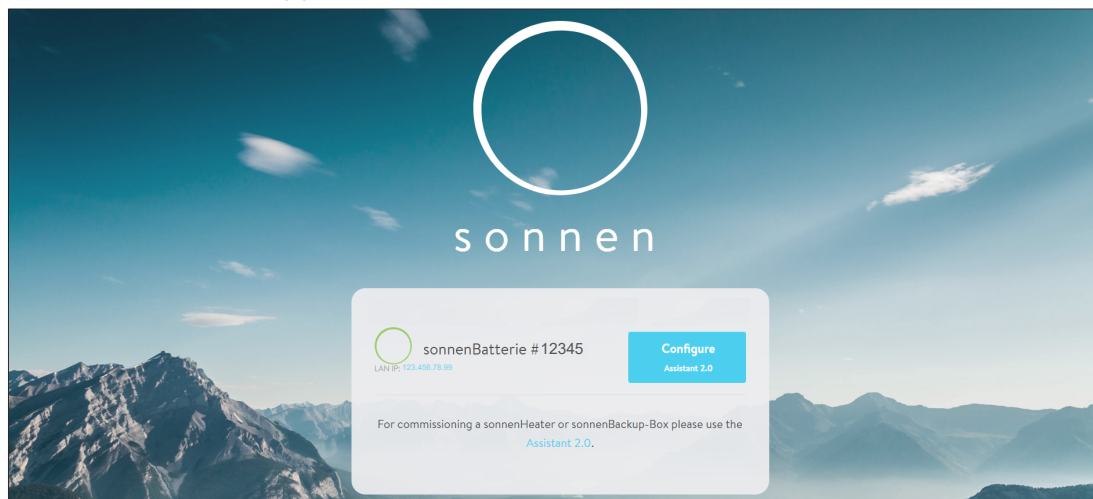 sonnen
sonnenBatterie #12345
Configure
Assistant 2.0
LAN IP: 123.456.78.99
For commissioning a sonnenHeater or sonnenBackup-Box please use the
Assistant 2.0.